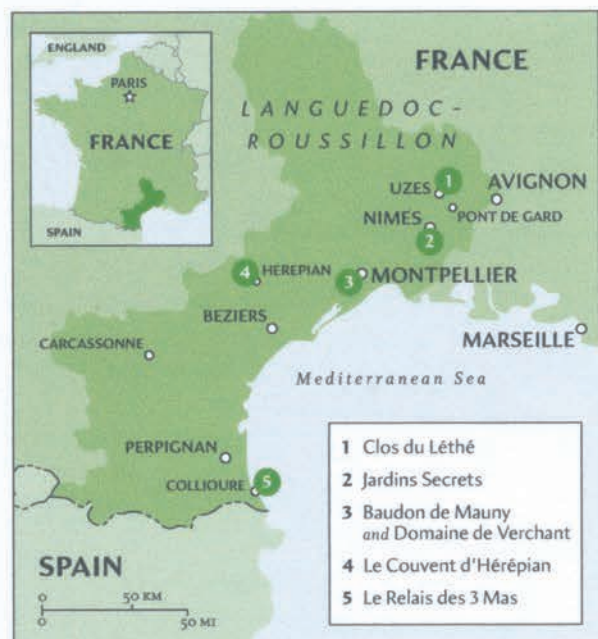 ENGLAND
PARIS
FRANCE
SPAIN
FRANCE
LANGUEDOC-
ROUSSILLON
UZES
1
AVIGNON
PONT DE GARD
NIMES
2
4
HEREPIAN
3
MONTPELLIER
BEZIERS
MARSEILLE
CARCASSONNE
Mediterranean Sea
PERPIGNAN
COLLIOURE
5
SPAIN
0 50 KM
0 50 MI
1 Clos du Léthé
2 Jardins Secrets
3 Baudon de Mauny
and Domaine de Verchant
4 Le Couvent d'Hérépian
5 Le Relais des 3 Mas